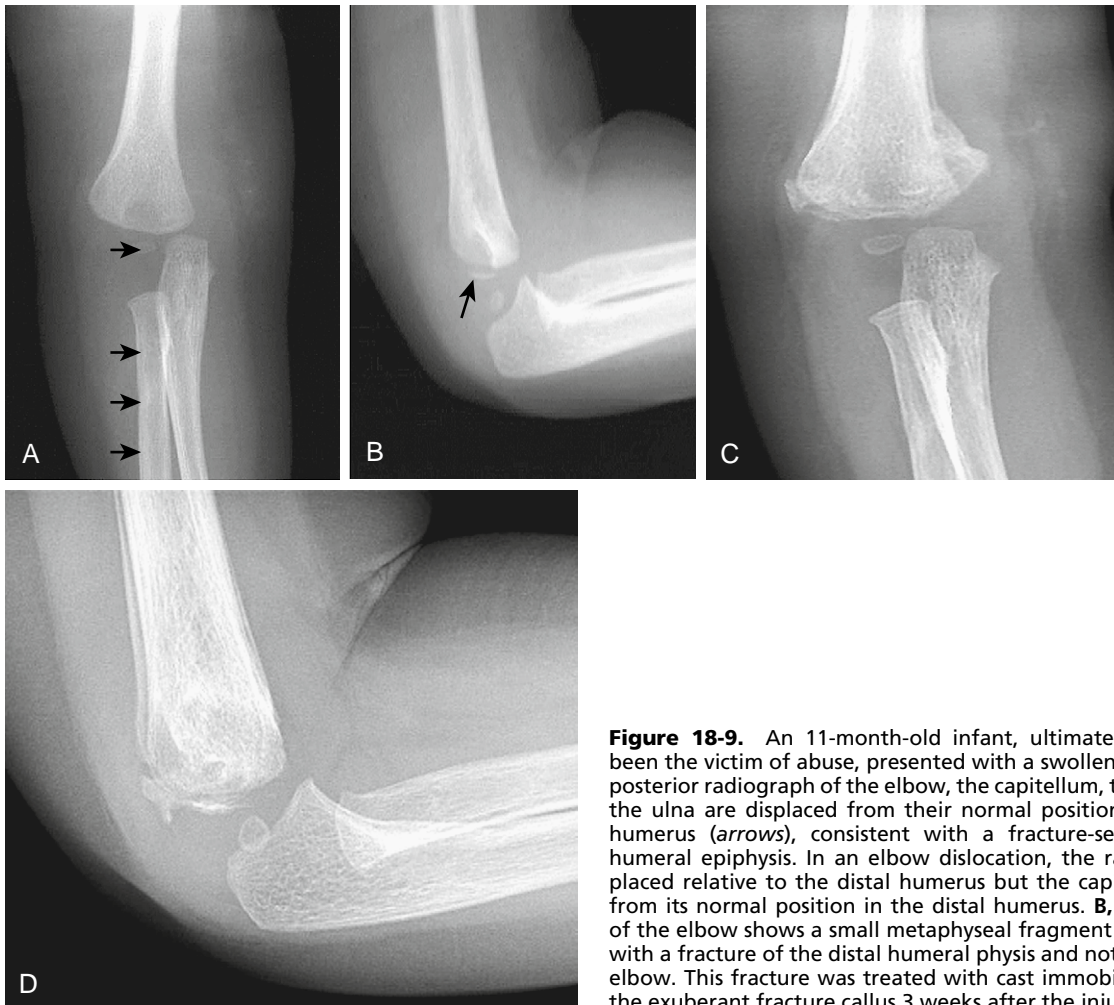 A
B
C
D
Figure 18-9. An 11-month-old infant, ultimate
been the victim of abuse, presented with a swollen
posterior radiograph of the elbow, the capitellum, t
the ulna are displaced from their normal position
humerus (arrows), consistent with a fracture-se
humeral epiphysis. In an elbow dislocation, the ra
placed relative to the distal humerus but the cap
from its normal position in the distal humerus. B,
of the elbow shows a small metaphyseal fragment
with a fracture of the distal humeral physis and not
elbow. This fracture was treated with cast immobi
the exuberant fracture callus 3 weeks after the inju